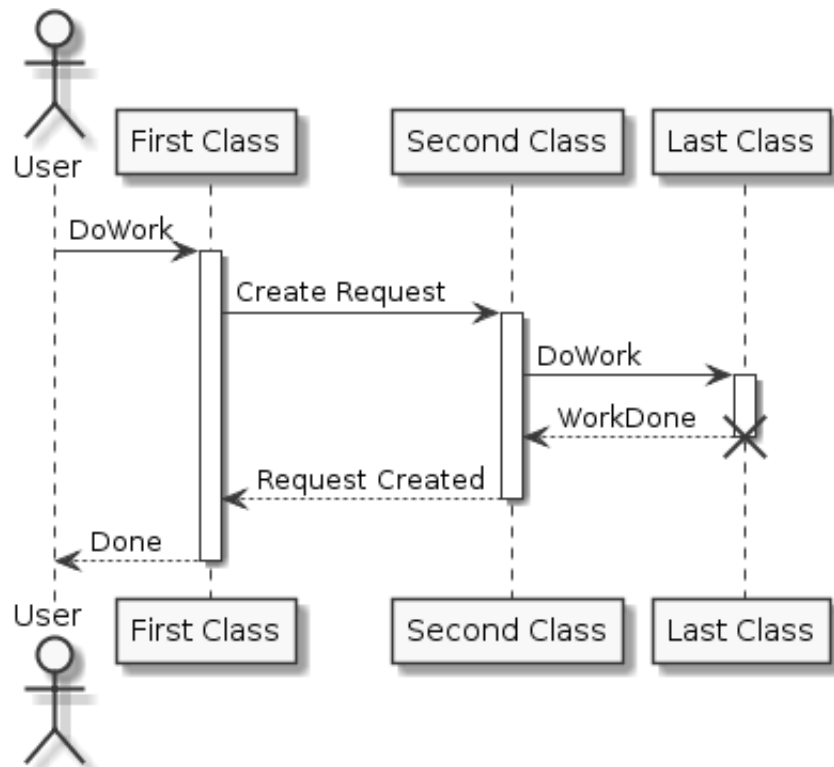 User
First Class
Second Class
Last Class
DoWork
Create Request
DoWork
WorkDone
Request Created
Done
User
First Class
Second Class
Last Class